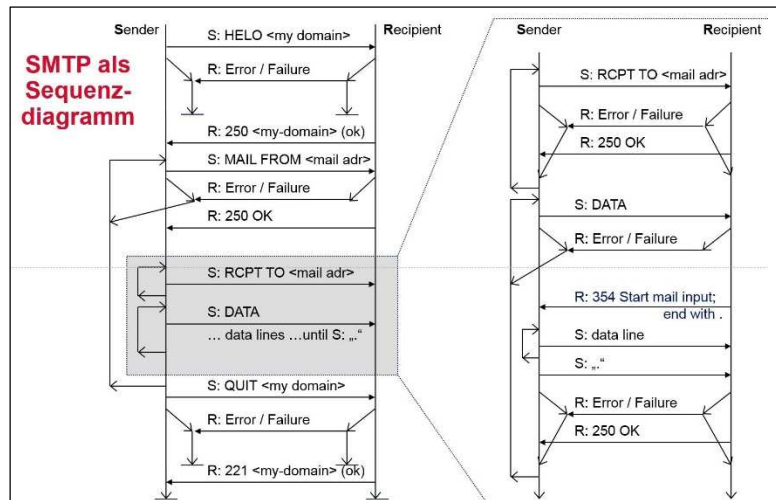 SMTP als
Sequenz-
diagramm
Sender
Recipient
S: HELO <my domain>
R: Error / Failure
R: 250 <my-domain> (ok)
S: MAIL FROM <mail adr>
R: Error / Failure
R: 250 OK
S: RCPT TO <mail adr>
S: DATA
... data lines ...until S: „.“
S: QUIT <my domain>
R: Error / Failure
R: 221 <my-domain> (ok)
Sender
Recipient
S: RCPT TO <mail adr>
R: Error / Failure
R: 250 OK
S: DATA
R: Error / Failure
R: 354 Start mail input;
end with .
S: data line
S: „.“
R: Error / Failure
R: 250 OK